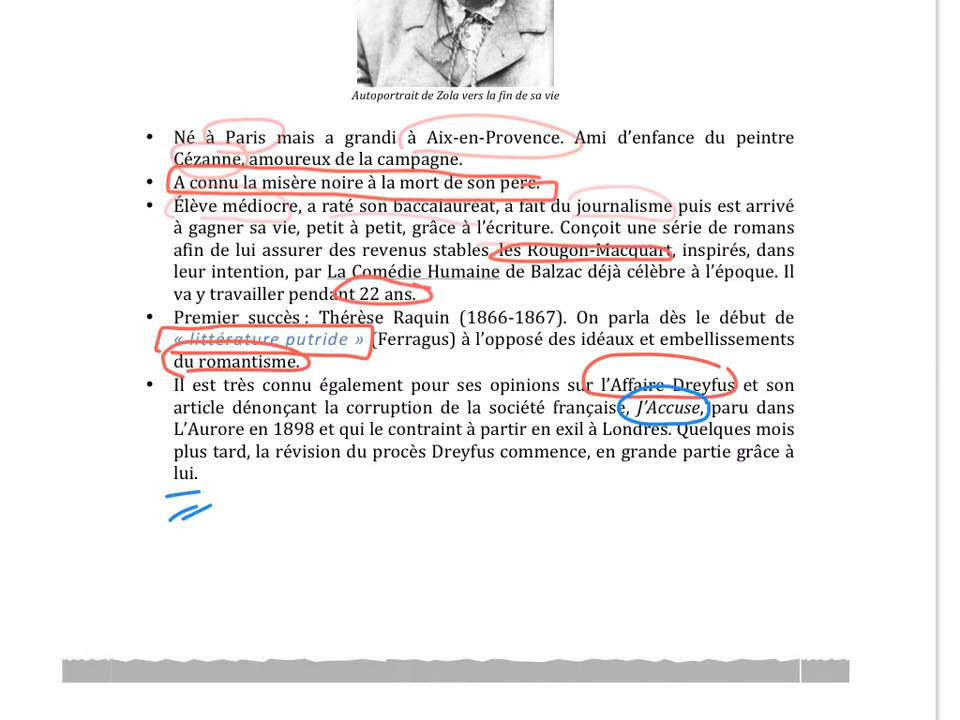 Autoportrait de Zola vers la fin de sa vie
• Né à Paris mais a grandi à Aix-en-Provence. Ami d'enfance du peintre
Cézanne, amoureux de la campagne.
• A connu la misère noire à la mort de son père.
• Élève médiocre, a raté son baccalauréat, a fait du journalisme puis est arrivé
à gagner sa vie, petit à petit, grâce à l'écriture. Conçoit une série de romans
afin de lui assurer des revenus stables, les Rougon-Macquart, inspirés, dans
leur intention, par La Comédie Humaine de Balzac déjà célèbre à l'époque. Il
va y travailler pendant 22 ans.
• Premier succès : Thérèse Raquin (1866-1867). On parla dès le début de
« littérature putride » (Ferragus) à l'opposé des idéaux et embellissements
du romantisme.
• Il est très connu également pour ses opinions sur l'Affaire Dreyfus et son
article dénonçant la corruption de la société française, J'Accuse, paru dans
L'Aurore en 1898 et qui le contraint à partir en exil à Londres. Quelques mois
plus tard, la révision du procès Dreyfus commence, en grande partie grâce à
lui.